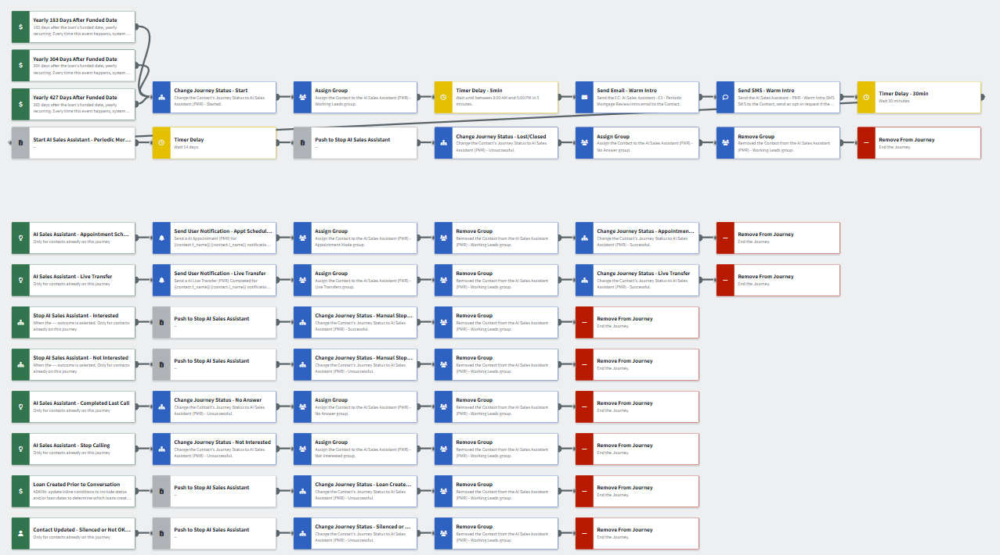 Yearly 183 Days After Funded Date
183 days after the loan's funded date, yearly
recurring. Every time this event happens, system...
Yearly 304 Days After Funded Date
304 days after the loan's funded date, yearly
recurring. Every time this event happens, system...
Yearly 427 Days After Funded Date
365 days after the loan's funded date, yearly
recurring. Every time this event happens, system...
Change Journey Status - Start
Change the Contact's Journey Status to AI Sales
Assistant (PMR) - Started.
Assign Group
Assign the Contact to the AI Sales Assistant (PMR) -
Working Leads group.
Timer Delay - 5min
Wait until between 8:00 AM and 5:00 PM in 5
minutes.
Send Email - Warm Intro
Send the EC: AI Sales Assistant - E3 - Periodic
Mortgage Review Intro email to the Contact.
Send SMS - Warm Intro
Send the AI Sales Assistant - PMR - Warm Intro SMS
SMS to the Contact; send an opt-in request if the...
Timer Delay - 30min
Wait 30 minutes.
Start AI Sales Assistant - Periodic Mor...
--
Timer Delay
Wait 14 days.
Push to Stop AI Sales Assistant
--
Change Journey Status - Lost/Closed
Change the Contact's Journey Status to AI Sales
Assistant (PMR) - Unsuccessful.
Assign Group
Assign the Contact to the AI Sales Assistant (PMR) -
No Answer group.
Remove Group
Removed the Contact from the AI Sales Assistant
(PMR) - Working Leads group.
Remove From Journey
End the Journey.
AI Sales Assistant - Appointment Sch...
Only for contacts already on this journey
Send User Notification - Appt Schedul...
Send a AI Appointment (PMR) for
{{contact.f_name}} {{contact.l_name}} notificatio...
Assign Group
Assign the Contact to the AI Sales Assistant (PMR) -
Appointment Made group.
Remove Group
Removed the Contact from the AI Sales Assistant
(PMR) - Working Leads group.
Change Journey Status - Appointmen...
Change the Contact's Journey Status to AI Sales
Assistant (PMR) - Successful.
Remove From Journey
End the Journey.
AI Sales Assistant - Live Transfer
Only for contacts already on this journey
Send User Notification - Live Transfer
Send a AI Live Transfer (PMR) Completed for
{{contact.f_name}} {{contact.l_name}} notificatio...
Assign Group
Assign the Contact to the AI Sales Assistant (PMR) -
Live Transfers group.
Remove Group
Removed the Contact from the AI Sales Assistant
(PMR) - Working Leads group.
Change Journey Status - Live Transfer
Change the Contact's Journey Status to AI Sales
Assistant (PMR) - Successful.
Remove From Journey
End the Journey.
Stop AI Sales Assistant - Interested
When the --- outcome is selected. Only for contacts
already on this journey
Push to Stop AI Sales Assistant
--
Change Journey Status - Manual Stop...
Change the Contact's Journey Status to AI Sales
Assistant (PMR) - Successful.
Remove Group
Removed the Contact from the AI Sales Assistant
(PMR) - Working Leads group.
Remove From Journey
End the Journey.
Stop AI Sales Assistant - Not Interested
When the --- outcome is selected. Only for contacts
already on this journey
Push to Stop AI Sales Assistant
--
Change Journey Status - Manual Stop...
Change the Contact's Journey Status to AI Sales
Assistant (PMR) - Unsuccessful.
Remove Group
Removed the Contact from the AI Sales Assistant
(PMR) - Working Leads group.
Remove From Journey
End the Journey.
AI Sales Assistant - Completed Last Call
Only for contacts already on this journey
Change Journey Status - No Answer
Change the Contact's Journey Status to AI Sales
Assistant (PMR) - Unsuccessful.
Assign Group
Assign the Contact to the AI Sales Assistant (PMR) -
No Answer group.
Remove Group
Removed the Contact from the AI Sales Assistant
(PMR) - Working Leads group.
Remove From Journey
End the Journey.
AI Sales Assistant - Stop Calling
Only for contacts already on this journey
Change Journey Status - Not Interested
Change the Contact's Journey Status to AI Sales
Assistant (PMR) - Unsuccessful.
Assign Group
Assign the Contact to the AI Sales Assistant (PMR) -
Not Interested group.
Remove Group
Removed the Contact from the AI Sales Assistant
(PMR) - Working Leads group.
Remove From Journey
End the Journey.
Loan Created Prior to Conversation
ADMIN: update inline conditions to include status
and/or loan dates to determine which loans creat...
Push to Stop AI Sales Assistant
--
Change Journey Status - Loan Create...
Change the Contact's Journey Status to AI Sales
Assistant (PMR) - Unsuccessful.
Remove Group
Removed the Contact from the AI Sales Assistant
(PMR) - Working Leads group.
Remove From Journey
End the Journey.
Contact Updated - Silenced or Not OK...
Only for contacts already on this journey
Push to Stop AI Sales Assistant
--
Change Journey Status - Silenced or ...
Change the Contact's Journey Status to AI Sales
Assistant (PMR) - Unsuccessful.
Remove Group
Removed the Contact from the AI Sales Assistant
(PMR) - Working Leads group.
Remove From Journey
End the Journey.